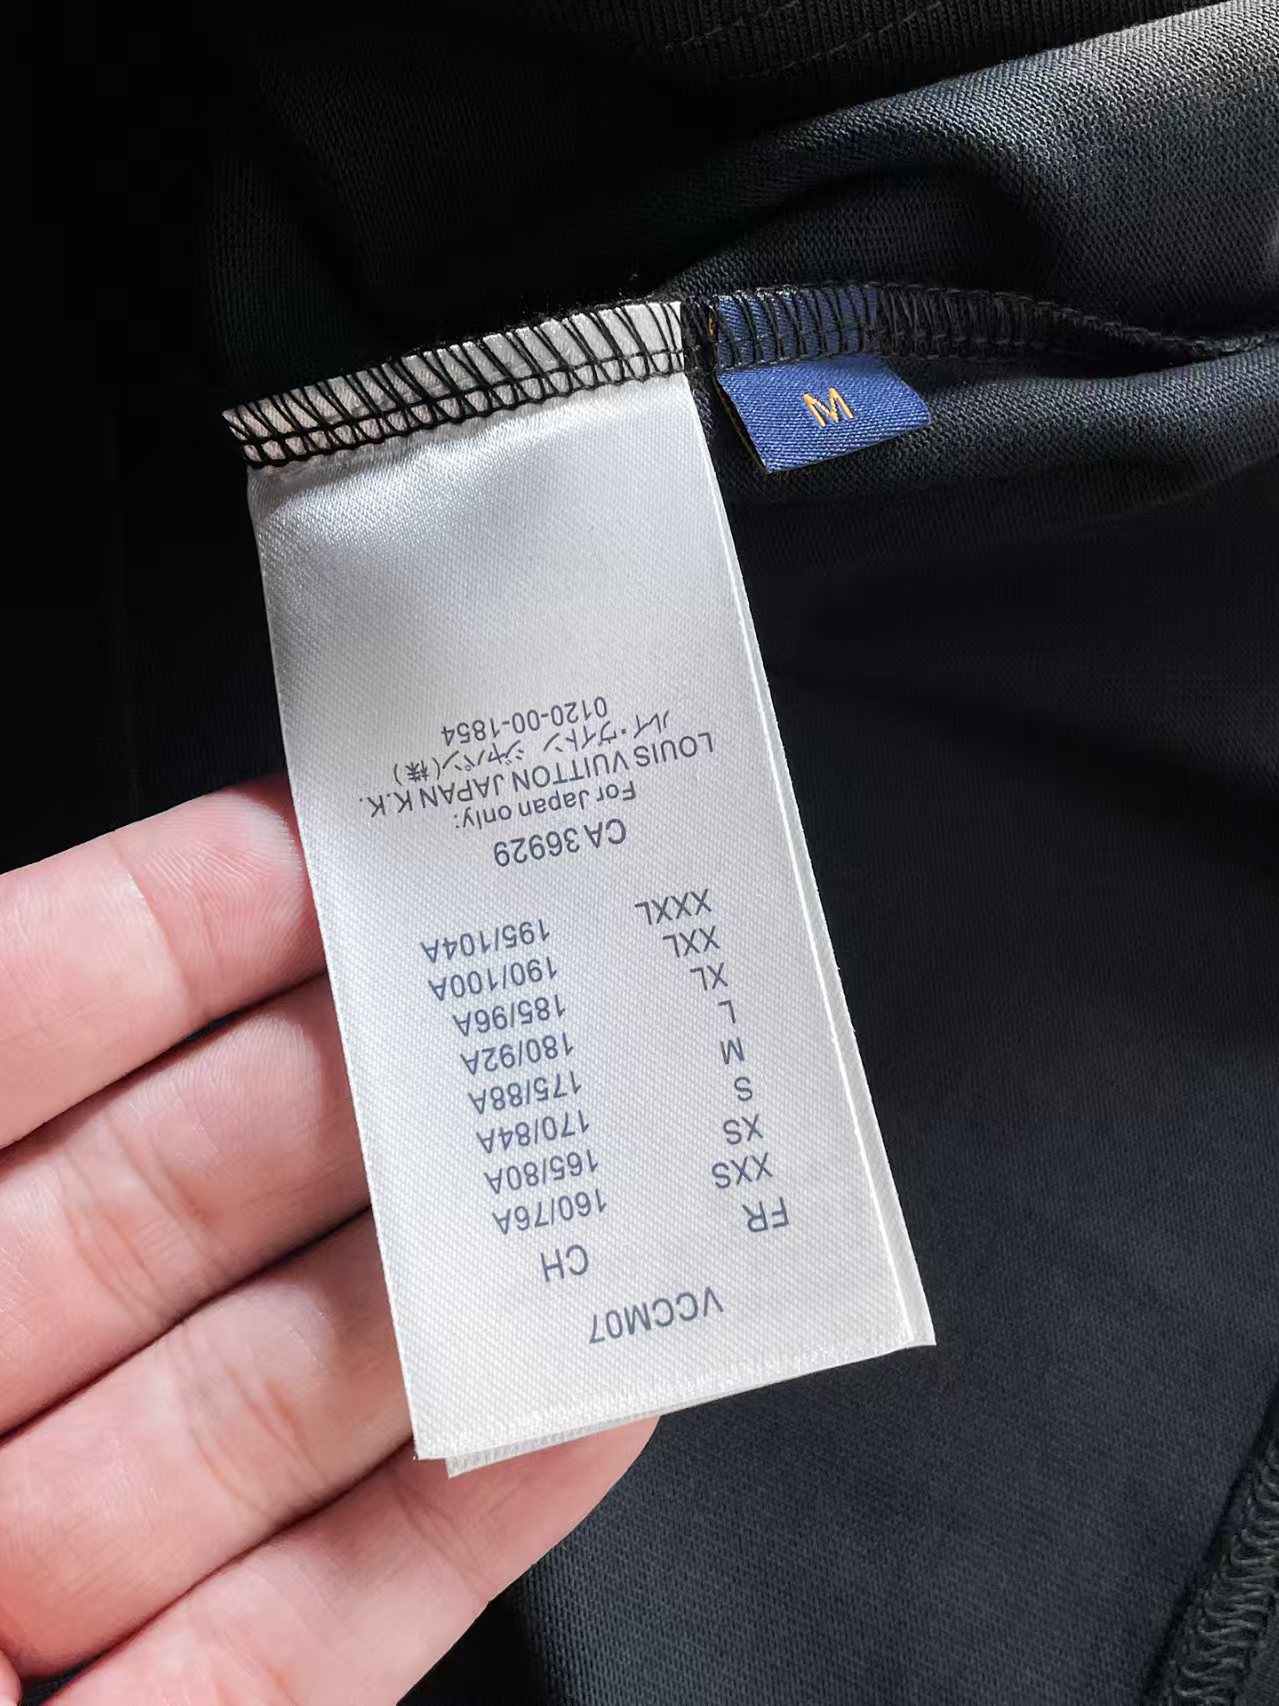 VCCM07
FR CH
XXS 160/76A
XS 165/80A
S 170/84A
M 175/88A
L 180/92A
XL 185/96A
XXL 190/100A
XXXL 195/104A
CA 36929
For Japan only:
LOUIS VUITTON JAPAN K.K.
ルイ・ヴィトン ジャパン(株)
0120-00-1854
M